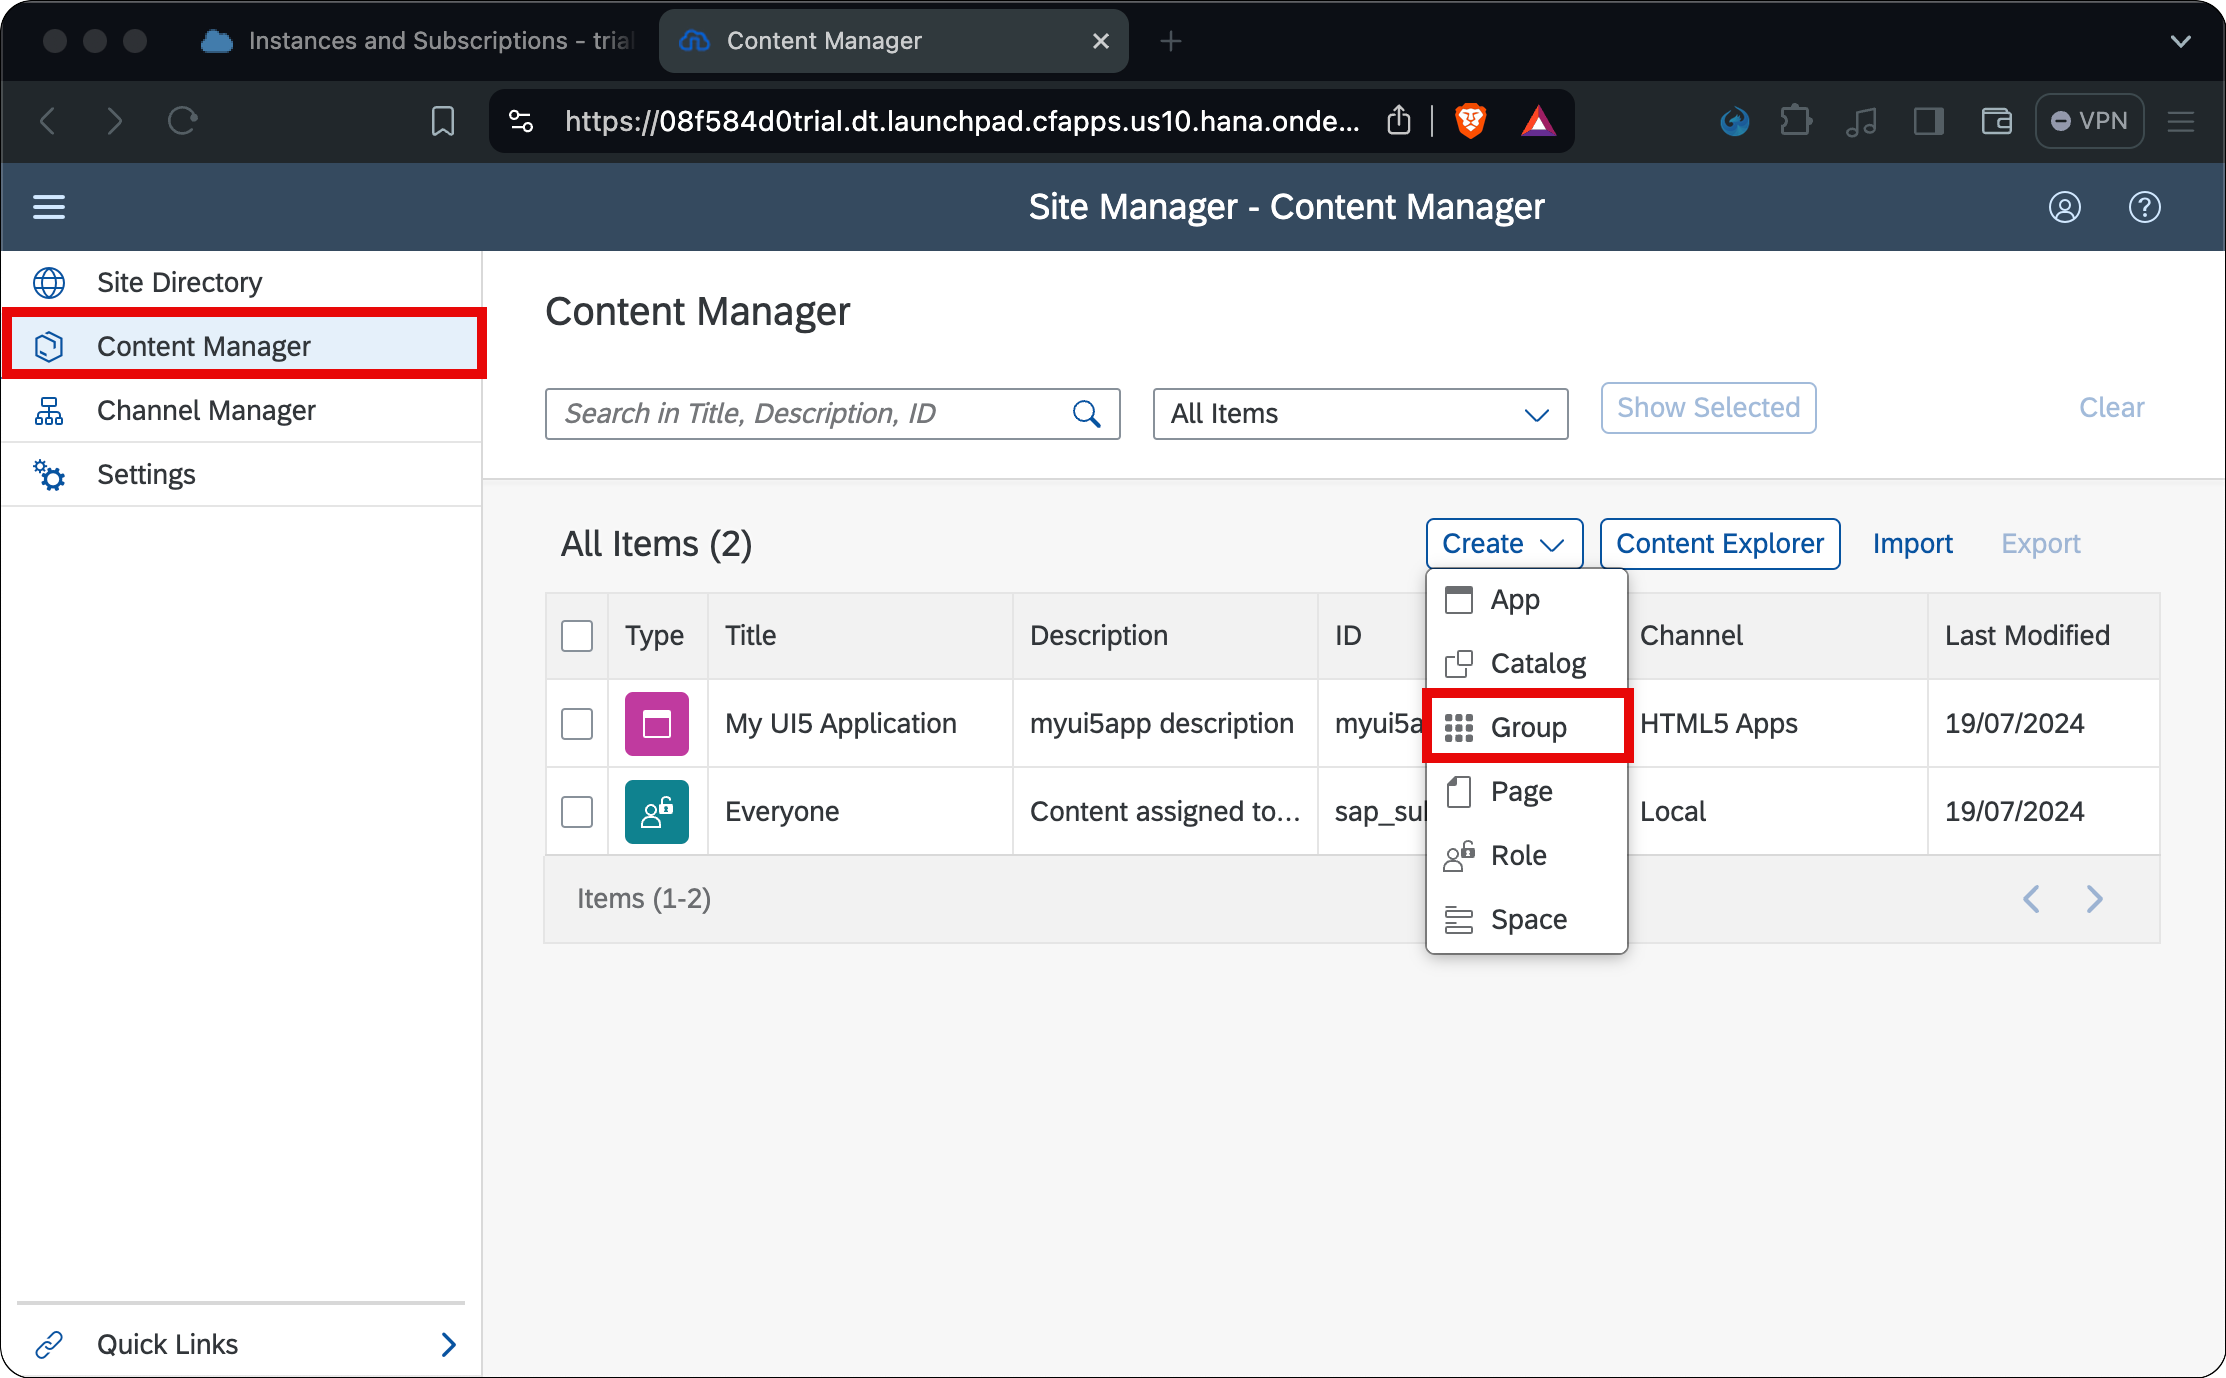 Instances and Subscriptions - trial
Content Manager
https://08f584d0trial.dt.launchpad.cfapps.us10.hana.onde...
VPN
Site Manager - Content Manager
Site Directory
Content Manager
Channel Manager
Settings
Quick Links
Content Manager
Search in Title, Description, ID
All Items
Show Selected
Clear
All Items (2)
Create
Content Explorer
Import
Export
Type
Title
Description
ID
Channel
Last Modified
My UI5 Application
myui5app description
myui5a
HTML5 Apps
19/07/2024
Everyone
Content assigned to...
sap_su
Local
19/07/2024
Items (1-2)
App
Catalog
Group
Page
Role
Space